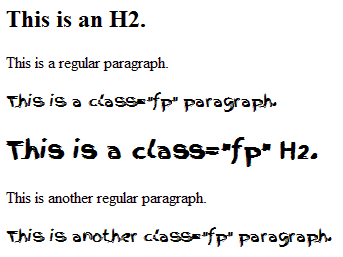 This is an H2.
This is a regular paragraph.
This is a class="fp" paragraph.
This is a class="fp" H2.
This is another regular paragraph.
This is another class="fp" paragraph.